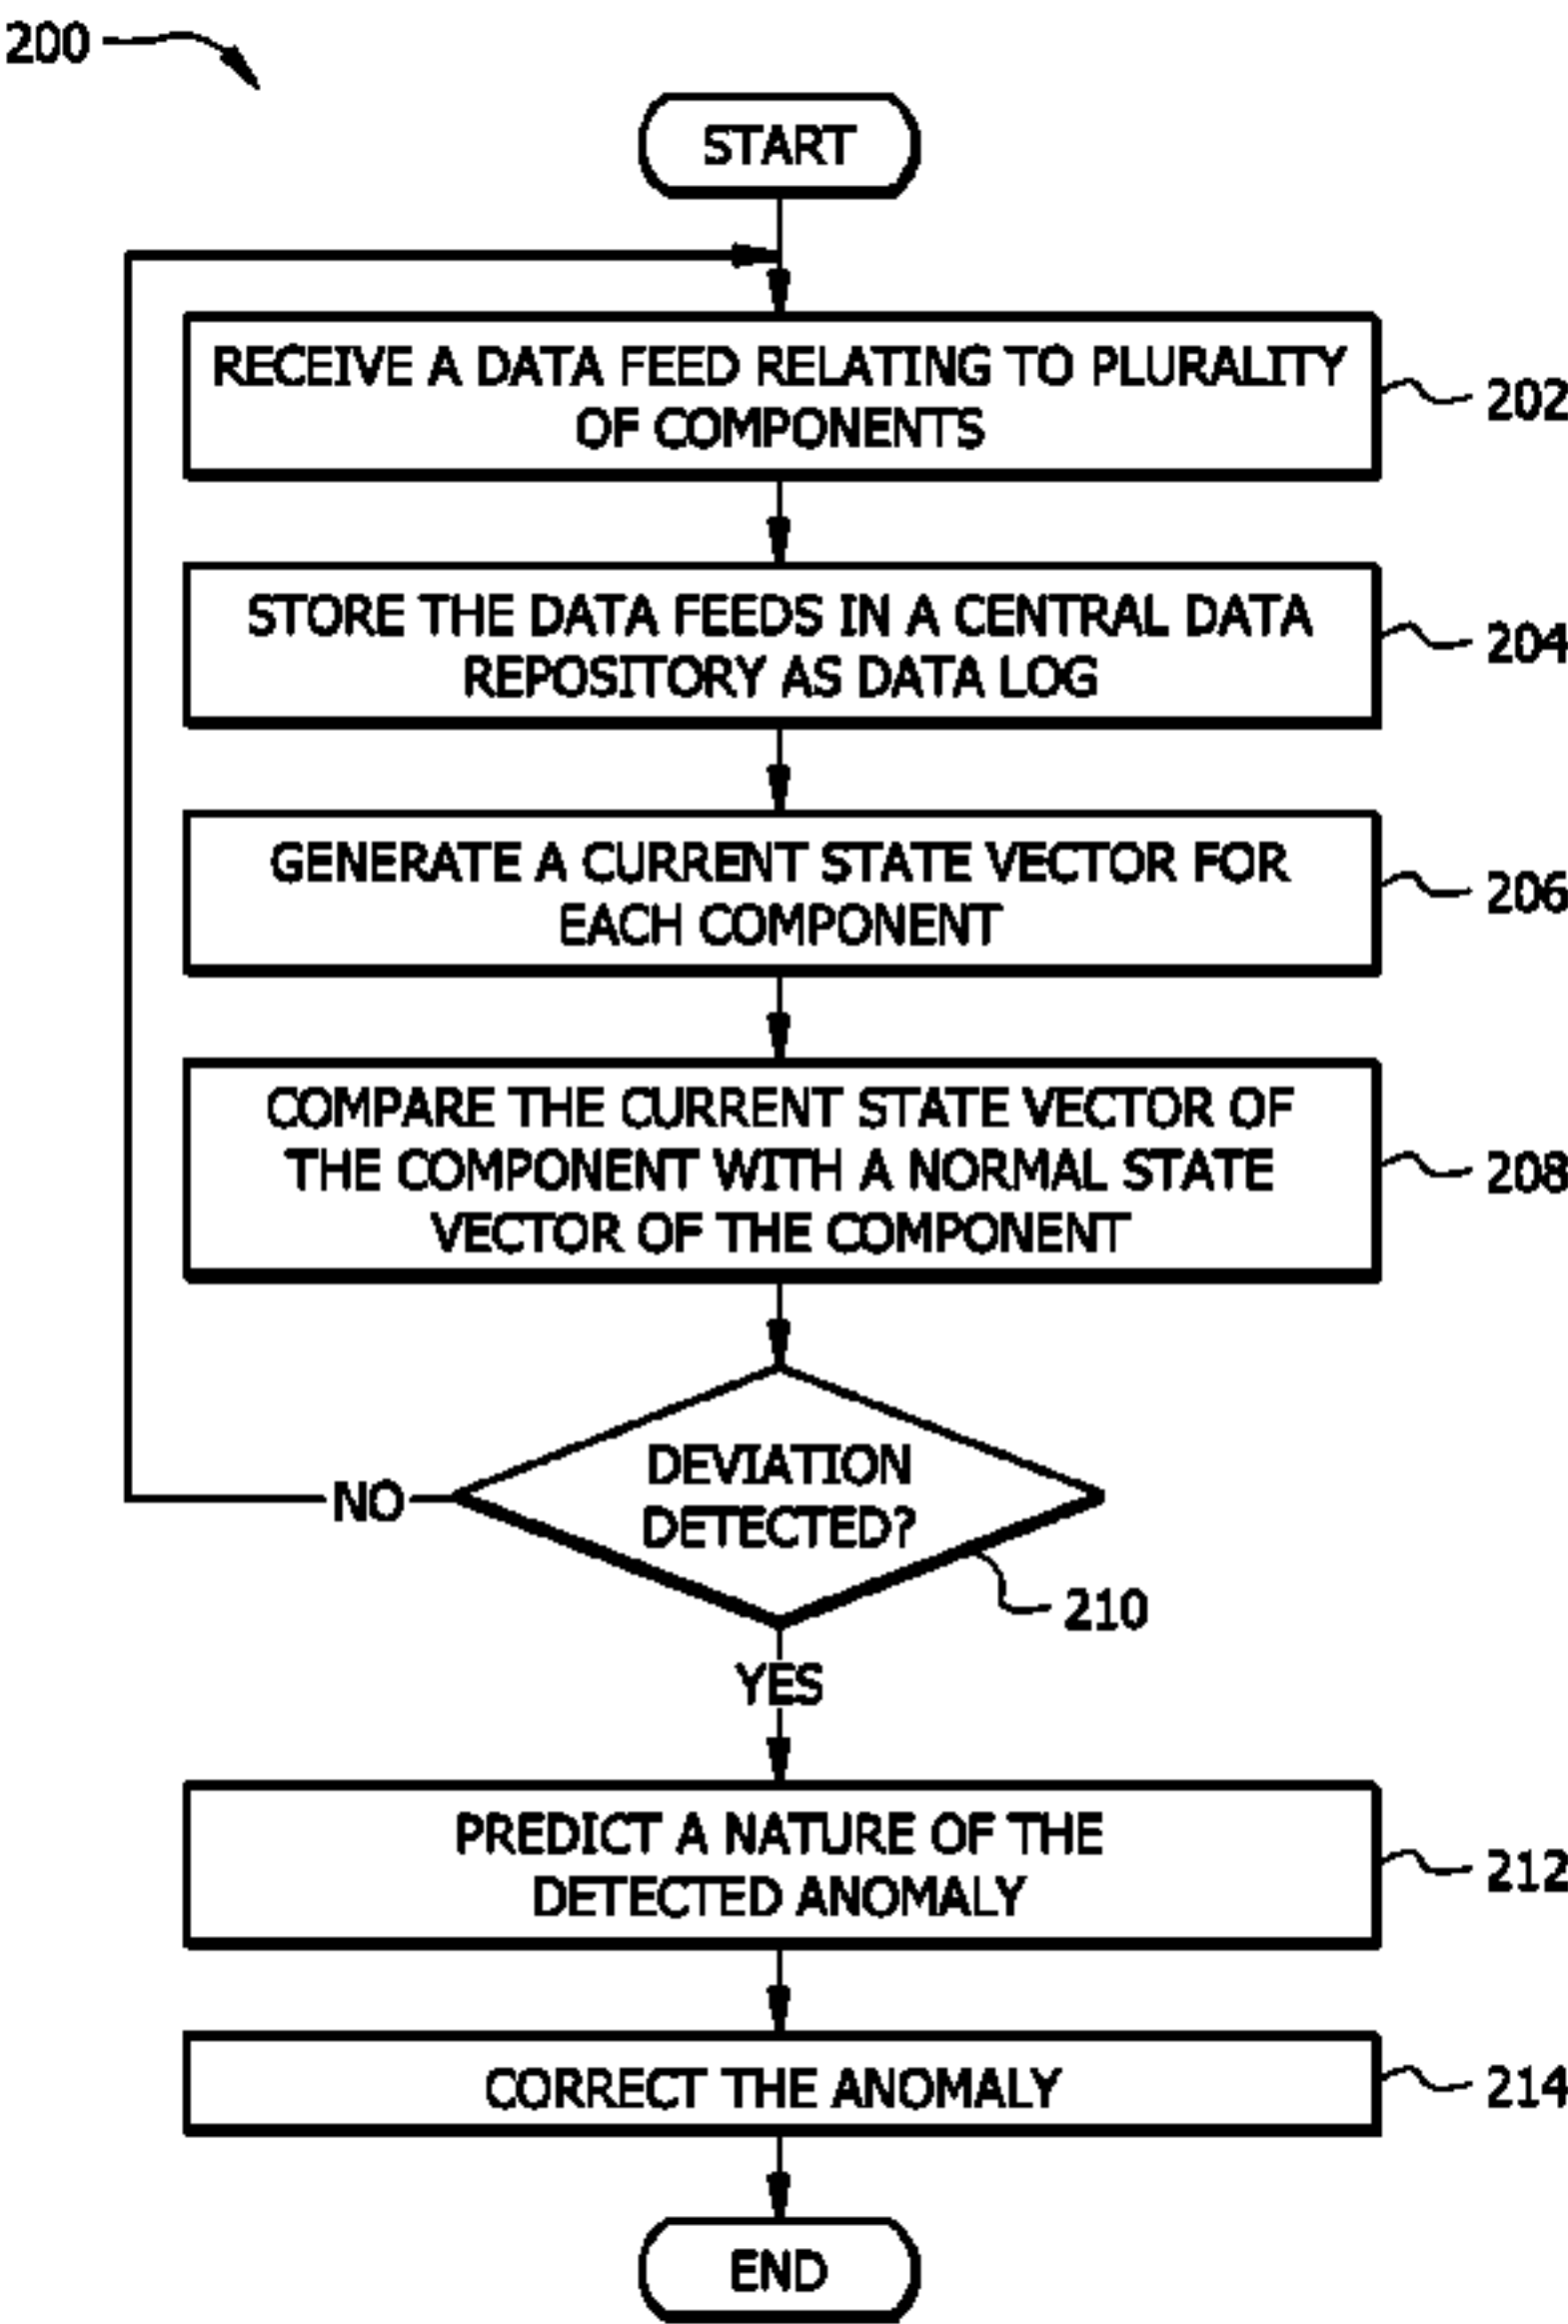 200
START
RECEIVE A DATA FEED RELATING TO PLURALITY
OF COMPONENTS
202
STORE THE DATA FEEDS IN A CENTRAL DATA
REPOSITORY AS DATA LOG
204
GENERATE A CURRENT STATE VECTOR FOR
EACH COMPONENT
206
COMPARE THE CURRENT STATE VECTOR OF
THE COMPONENT WITH A NORMAL STATE
VECTOR OF THE COMPONENT
208
DEVIATION
DETECTED?
NO
210
YES
PREDICT A NATURE OF THE
DETECTED ANOMALY
212
CORRECT THE ANOMALY
214
END